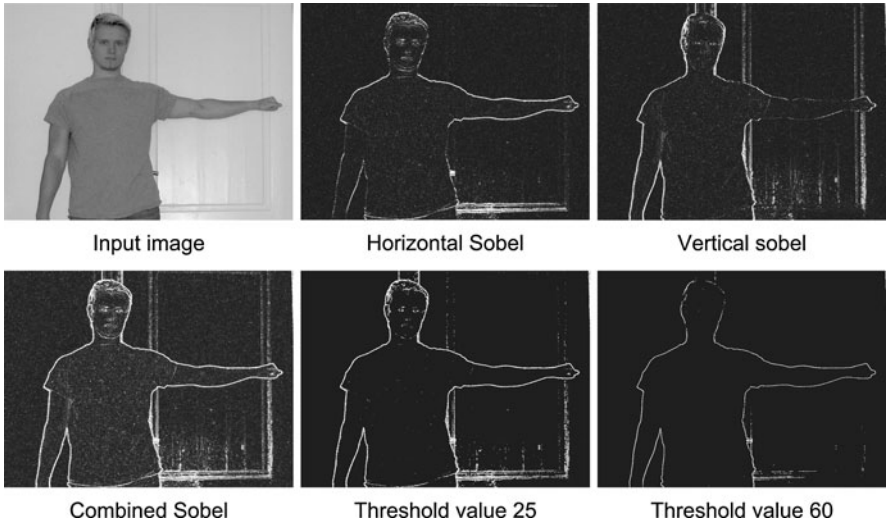 Input image
Horizontal Sobel
Vertical sobel
Combined Sobel
Threshold value 25
Threshold value 60